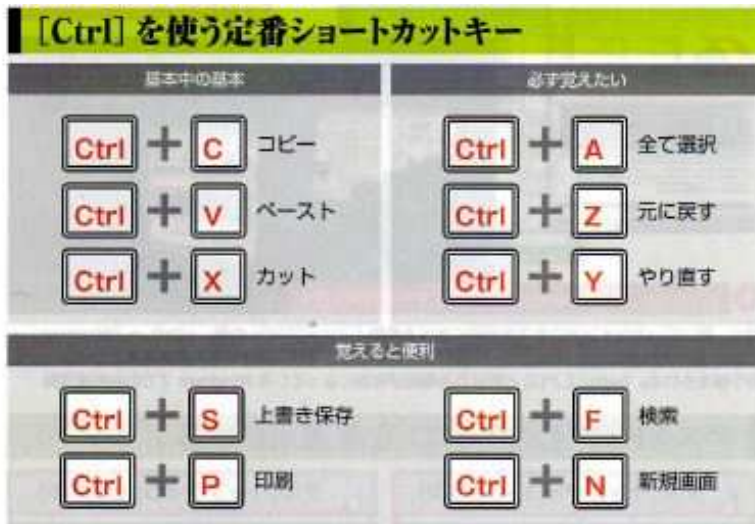 [Ctrl] を使う定番ショートカットキー
基本中の基本
Ctrl + C コピー
Ctrl + V ペースト
Ctrl + X カット
必ず覚えたい
Ctrl + A 全て選択
Ctrl + Z 元に戻す
Ctrl + Y やり直す
覚えると便利
Ctrl + S 上書き保存
Ctrl + P 印刷
Ctrl + F 検索
Ctrl + N 新規画面